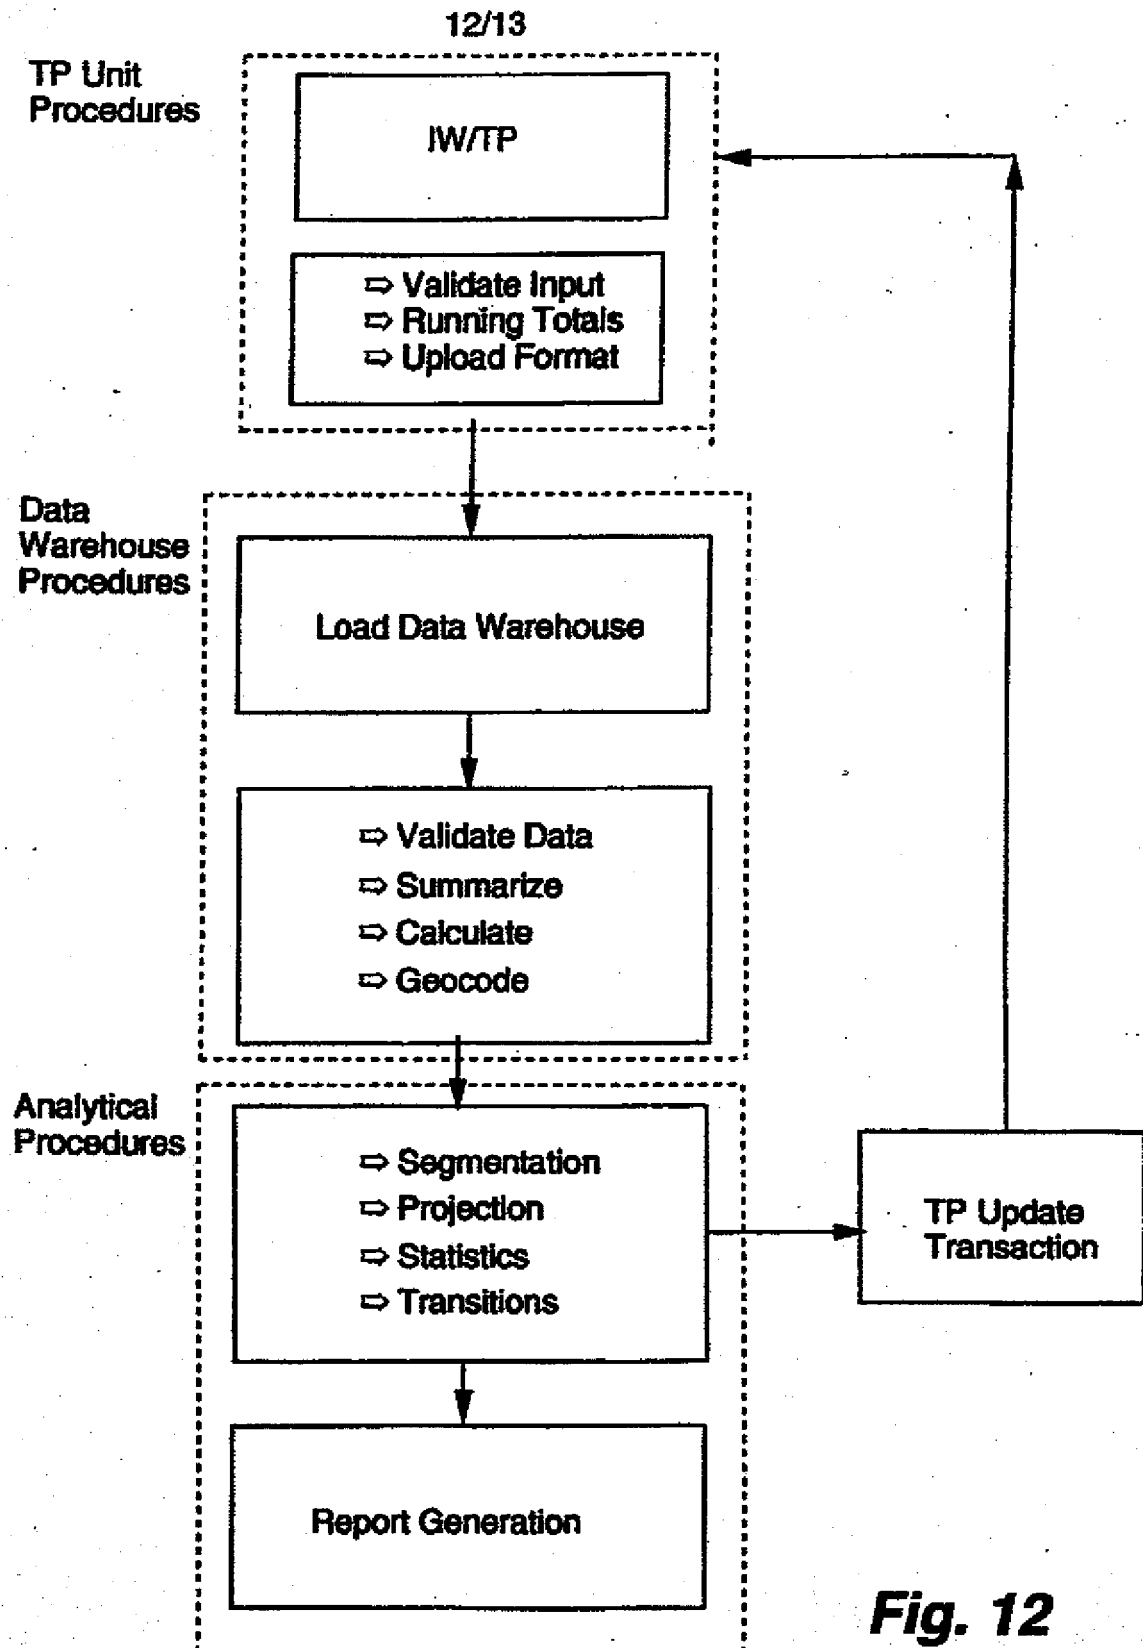 12/13
TP Unit
Procedures
IW/TP
⇨ Validate Input
⇨ Running Totals
⇨ Upload Format
Data
Warehouse
Procedures
Load Data Warehouse
⇨ Validate Data
⇨ Summarize
⇨ Calculate
⇨ Geocode
Analytical
Procedures
⇨ Segmentation
⇨ Projection
⇨ Statistics
⇨ Transitions
TP Update
Transaction
Report Generation
Fig. 12